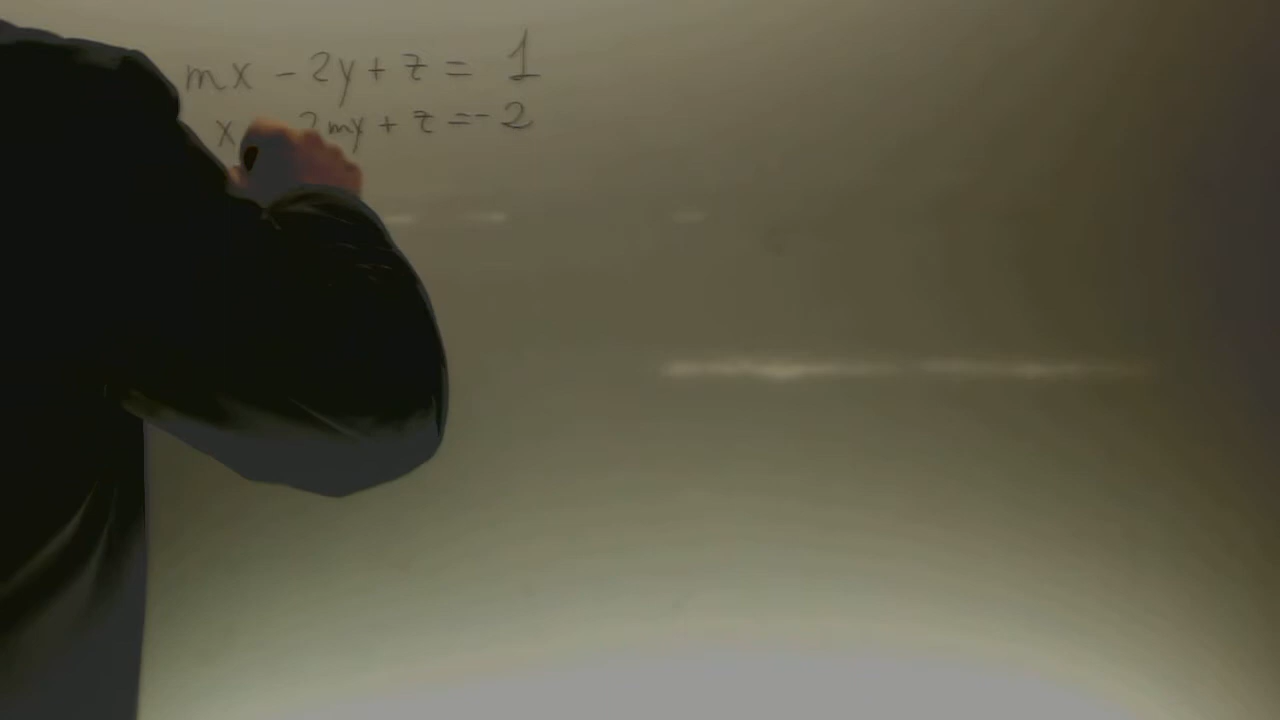 mx - 2y + z = 1
x 2my + z = -2